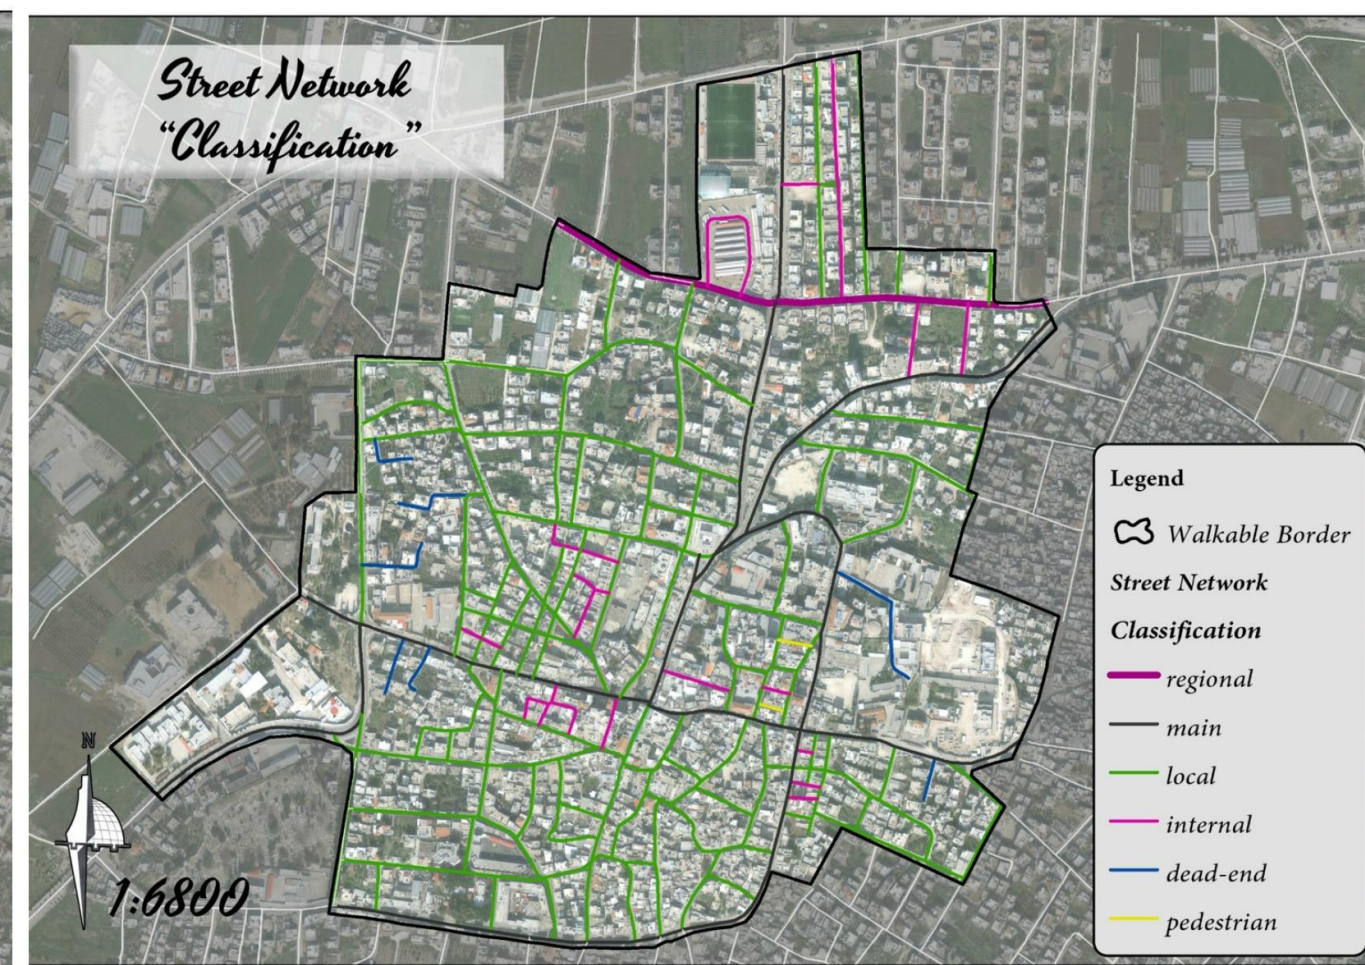 Street Network
“Classification”
N
1:6800
Legend
Walkable Border
Street Network
Classification
regional
main
local
internal
dead-end
pedestrian